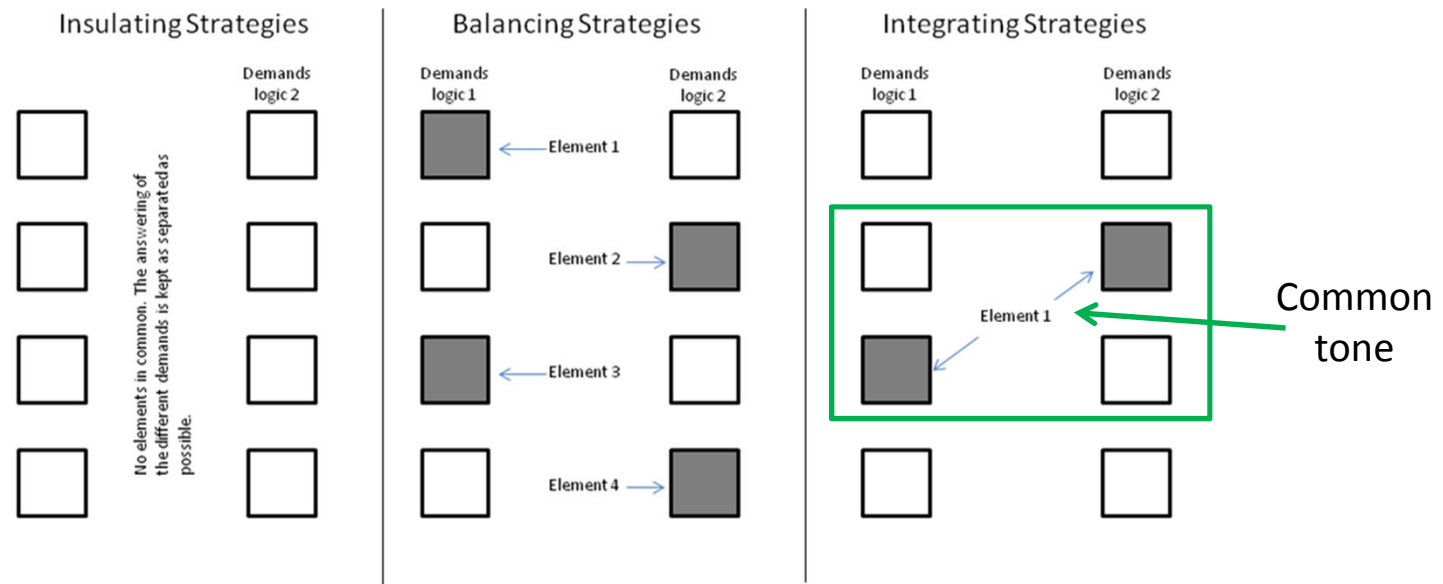 Insulating Strategies
Demands
logic 2
No elements in common. The answering of
the different demands is kept as separated as
possible.
Balancing Strategies
Demands
logic 1
Demands
logic 2
Element 1
Element 2
Element 3
Element 4
Integrating Strategies
Demands
logic 1
Demands
logic 2
Element 1
Common
tone